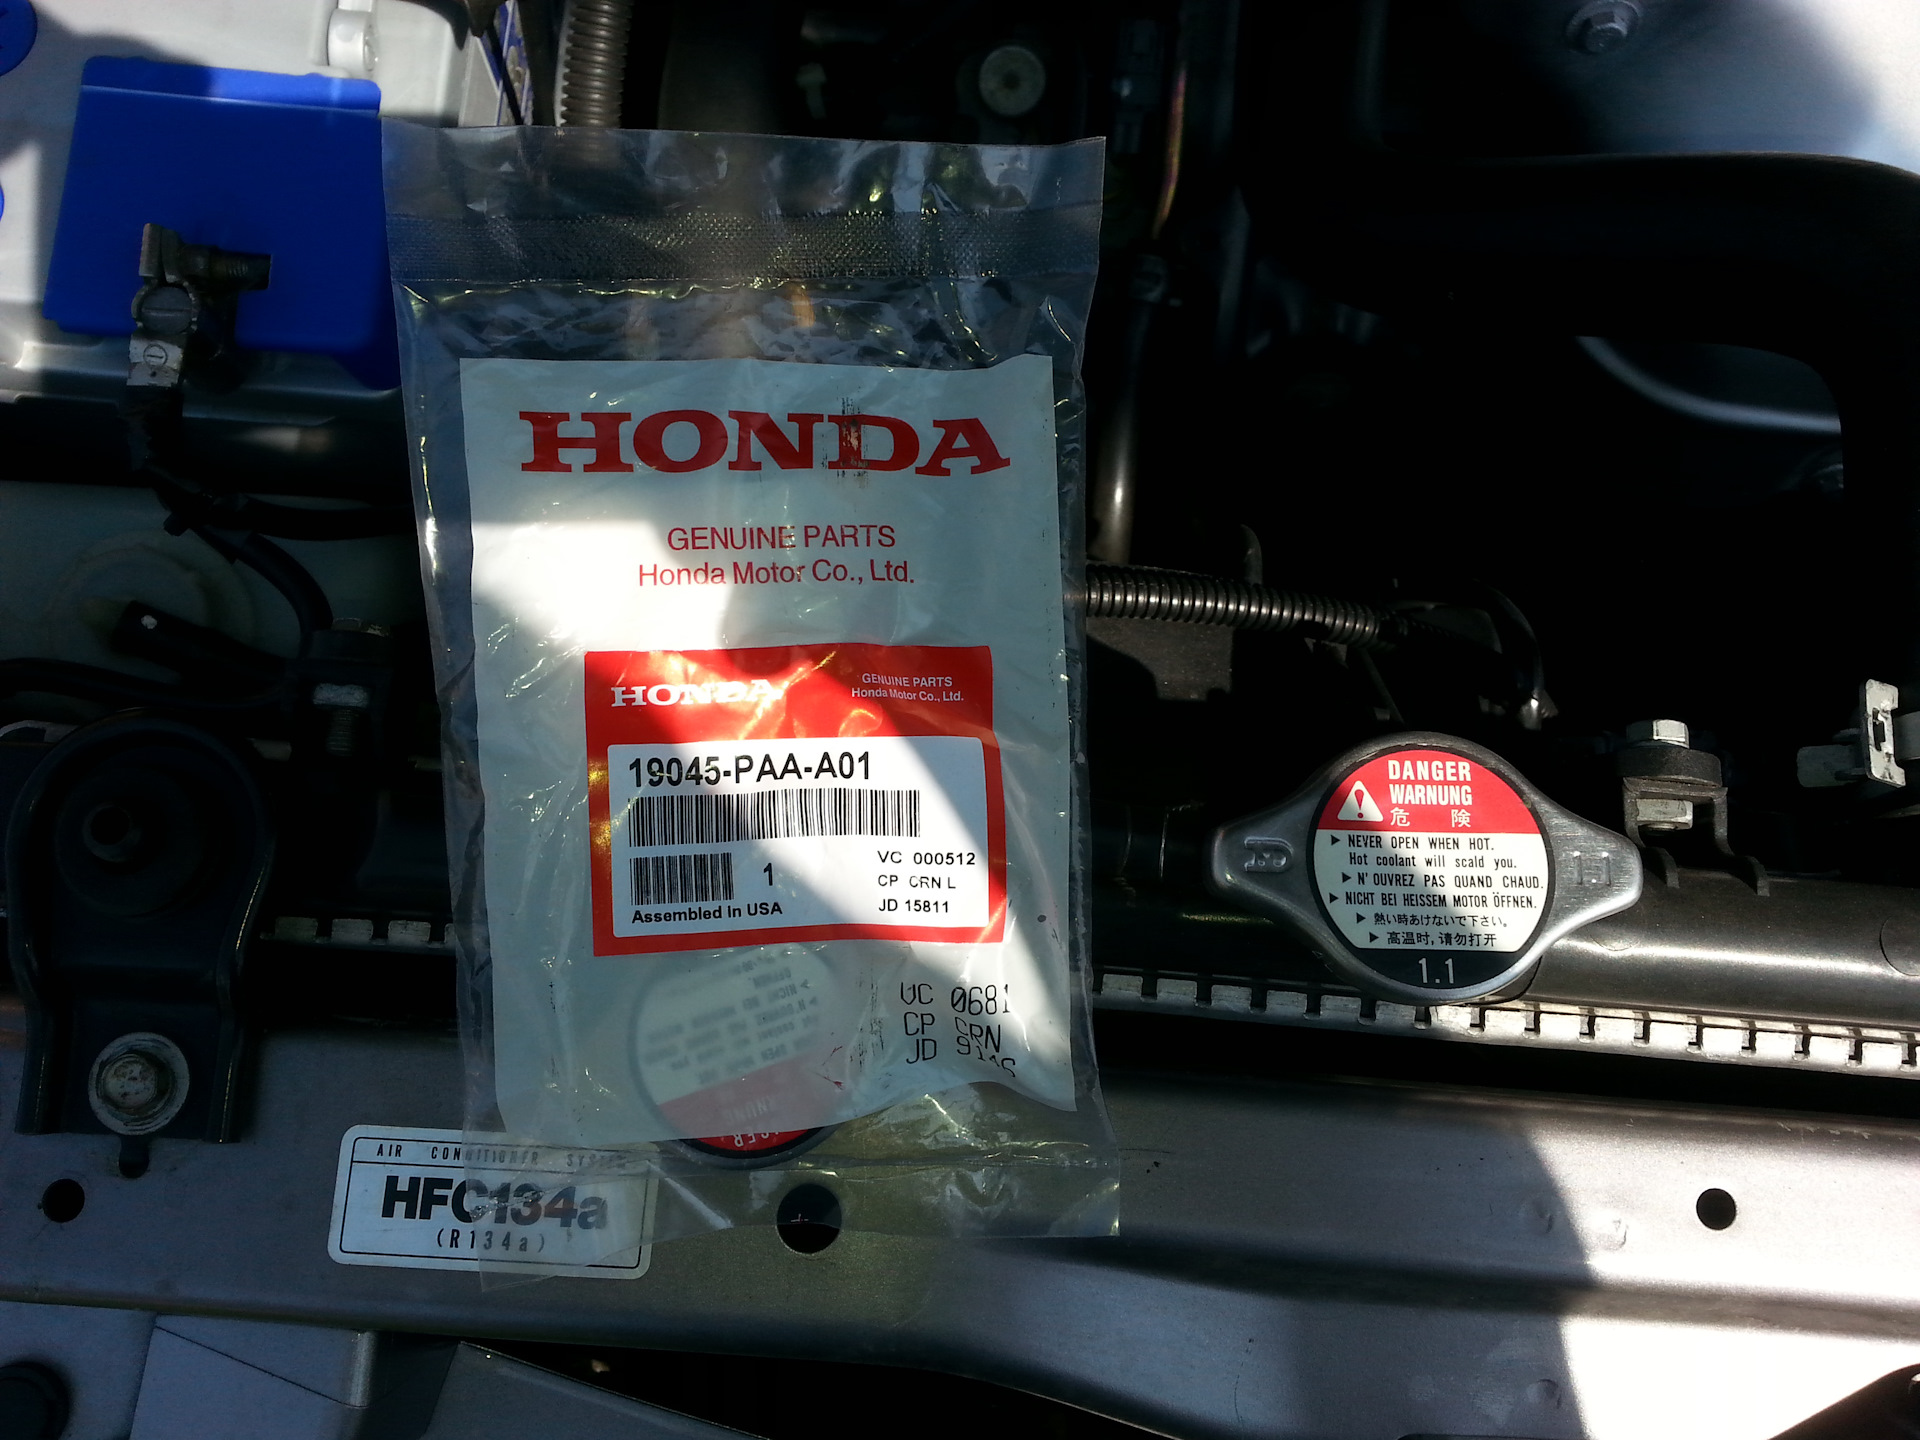 HONDA
GENUINE PARTS
Honda Motor Co., Ltd.
HONDA
GENUINE PARTS
Honda Motor Co., Ltd.
19045-PAA-A01
1
VC 000512
CP CRN L
JD 15811
Assembled In USA
VC 0681
CP CRN
JD
AIR CONDITIONER SYSTEM
HFC134a
(R134a)
DANGER
WARNUNG
危険
▶ NEVER OPEN WHEN HOT.
Hot coolant will scald you.
▶ N'OUVREZ PAS QUAND CHAUD.
▶ NICHT BEI HEISSEM MOTOR ÖFFNEN.
▶ 熱い時あけないで下さい。
▶ 高温时,请勿打开
1.1